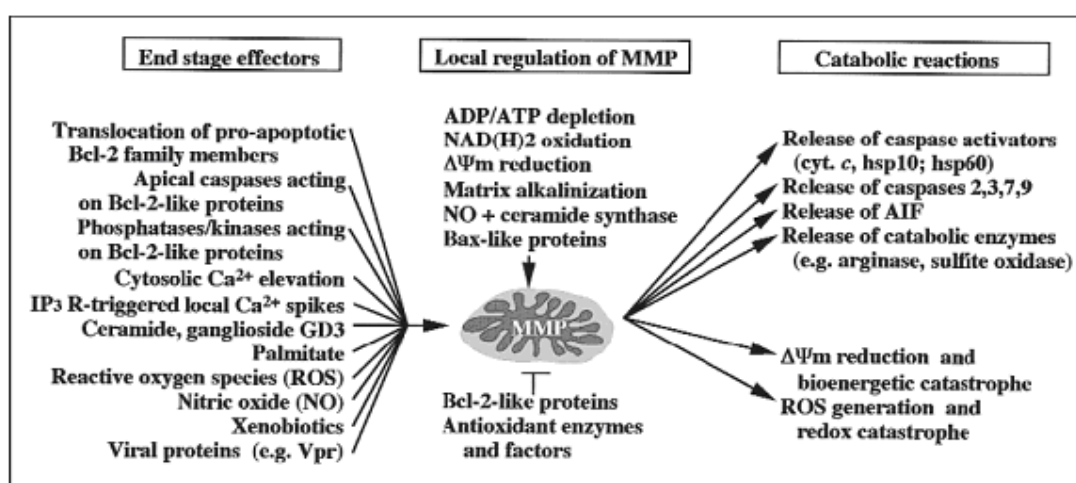 End stage effectors
Translocation of pro-apoptotic
Bcl-2 family members
Apical caspases acting
on Bcl-2-like proteins
Phosphatases/kinases acting
on Bcl-2-like proteins
Cytosolic Ca²⁺ elevation
IP₃ R-triggered local Ca²⁺ spikes
Ceramide, ganglioside GD3
Palmitate
Reactive oxygen species (ROS)
Nitric oxide (NO)
Xenobiotics
Viral proteins (e.g. Vpr)
Local regulation of MMP
ADP/ATP depletion
NAD(H)2 oxidation
ΔΨm reduction
Matrix alkalinization
NO + ceramide synthase
Bax-like proteins
MMP
Bcl-2-like proteins
Antioxidant enzymes
and factors
Catabolic reactions
Release of caspase activators
(cyt. c, hsp10; hsp60)
Release of caspases 2,3,7,9
Release of AIF
Release of catabolic enzymes
(e.g. arginase, sulfite oxidase)
ΔΨm reduction and
bioenergetic catastrophe
ROS generation and
redox catastrophe